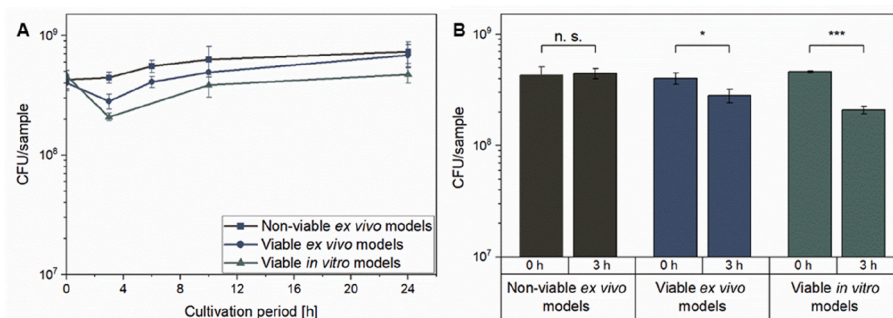 A
10⁹
10⁸
10⁷
CFU/sample
0 4 8 12 16 20 24
Cultivation period [h]
Non-viable ex vivo models
Viable ex vivo models
Viable in vitro models
B
10⁹
10⁸
10⁷
CFU/sample
n. s.
*
***
0 h 3 h 0 h 3 h 0 h 3 h
Non-viable ex vivo
models
Viable ex vivo
models
Viable in vitro
models